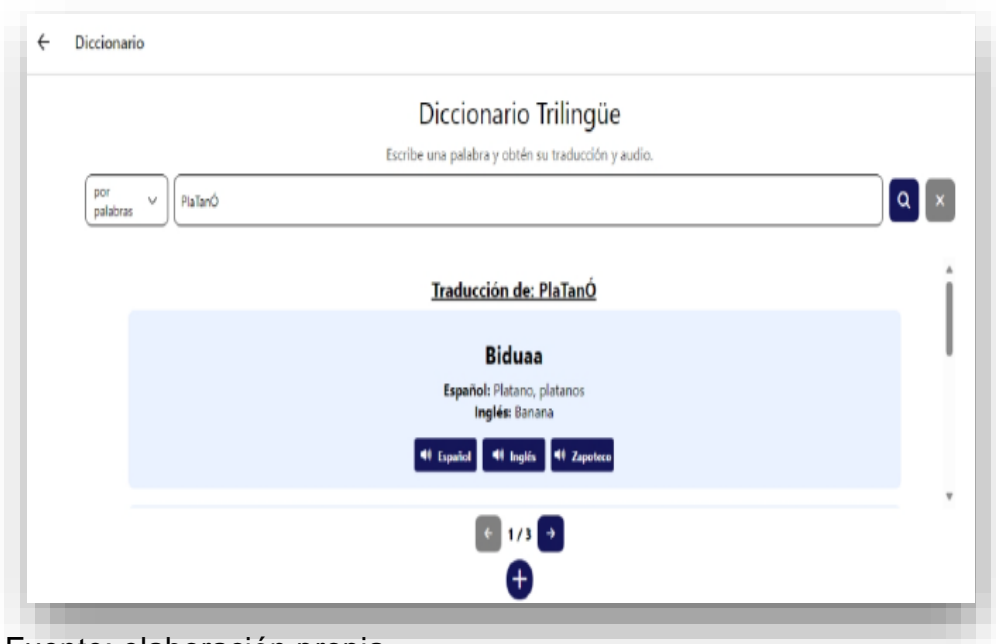 Diccionario
Diccionario Trilingüe
Escribe una palabra y obtén su traducción y audio.
por palabras
PlaTanÓ
Traducción de: PlaTanÓ
Biduaa
Español: Platano, platanos
Inglés: Banana
Español Inglés Zapoteco
1 / 3
Fuente: elaboración propia